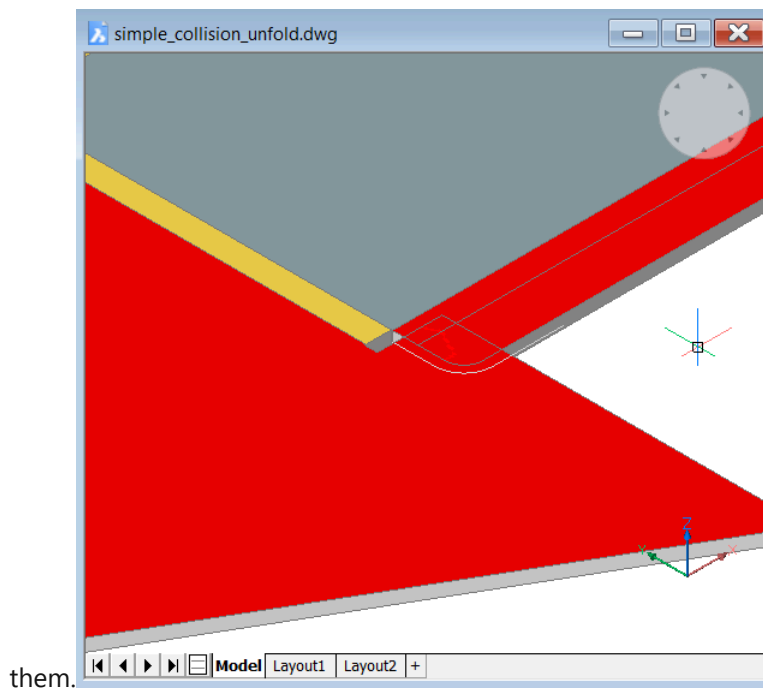 simple_collision_unfold.dwg
Z
Y
X
them.
Model Layout1 Layout2 +